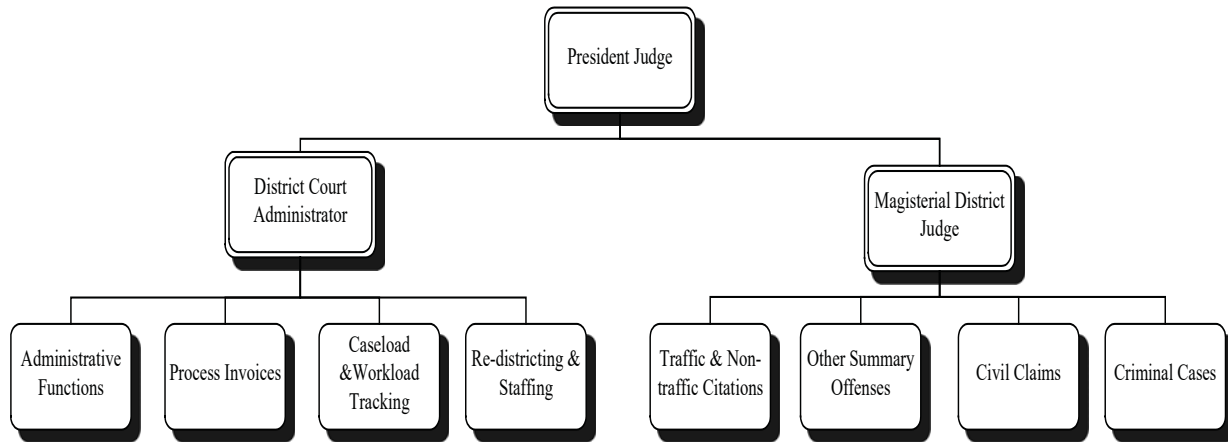 President Judge
District Court
Administrator
Magisterial District
Judge
Administrative
Functions
Process Invoices
Caseload
&Workload
Tracking
Re-districting &
Staffing
Traffic & Non-
traffic Citations
Other Summary
Offenses
Civil Claims
Criminal Cases